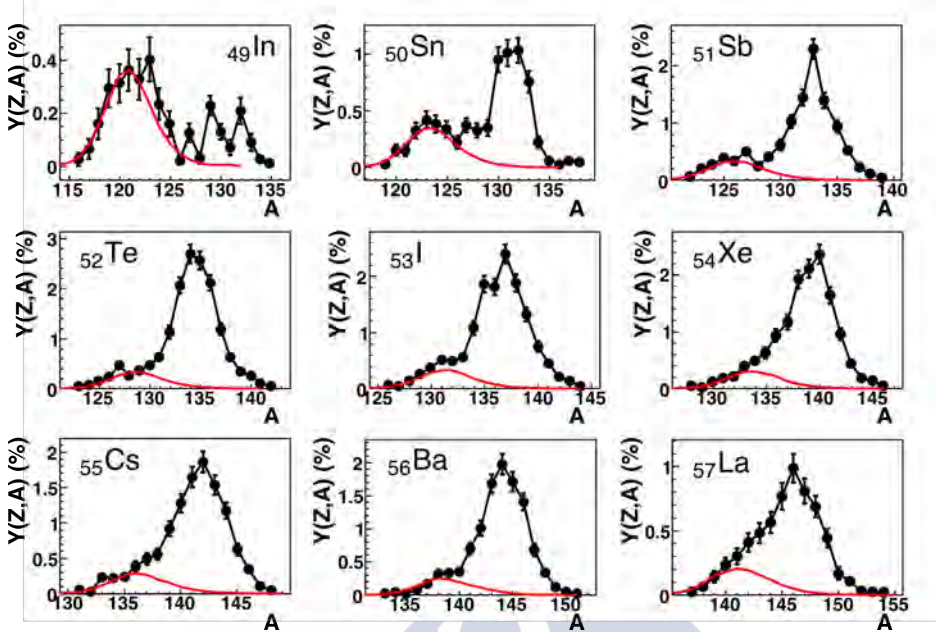 Y(Z,A) (%)
0.4
0.2
0
49In
115 120 125 130 135
A
Y(Z,A) (%)
1
0.5
0
50Sn
120 125 130 135
A
Y(Z,A) (%)
2
1
0
51Sb
125 130 135 140
A
Y(Z,A) (%)
3
2
1
0
52Te
125 130 135 140
A
Y(Z,A) (%)
2
1
0
53I
125 130 135 140 144
A
Y(Z,A) (%)
2
1
0
54Xe
130 135 140 145
A
Y(Z,A) (%)
2
1.5
1
0.5
0
55Cs
130 135 140 145
A
Y(Z,A) (%)
2
1.5
1
0.5
0
56Ba
135 140 145 150
A
Y(Z,A) (%)
1
0.5
0
57La
140 145 150 154
A